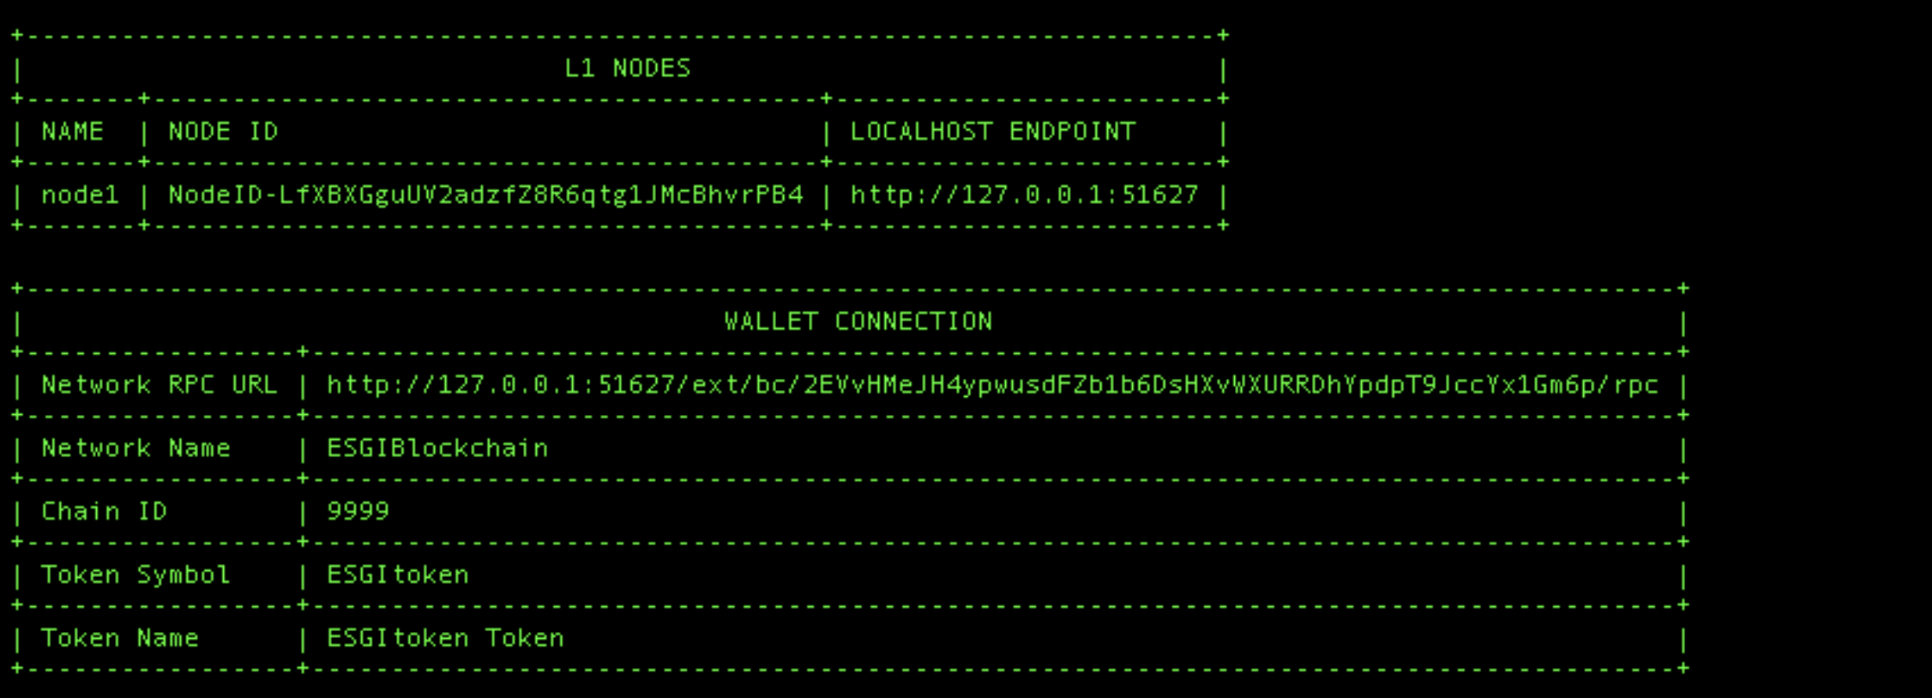 L1 NODES
NAME | NODE ID | LOCALHOST ENDPOINT
node1 | NodeID-LfXBXGguUV2adzfZ8R6qtg1JMcBhvrPB4 | http://127.0.0.1:51627
WALLET CONNECTION
Network RPC URL | http://127.0.0.1:51627/ext/bc/2EVvHMeJH4ypwusdFZb1b6DsHXvWXURRDhYpdpT9JccYx1Gm6p/rpc
Network Name | ESGIBlockchain
Chain ID | 9999
Token Symbol | ESGItoken
Token Name | ESGItoken Token